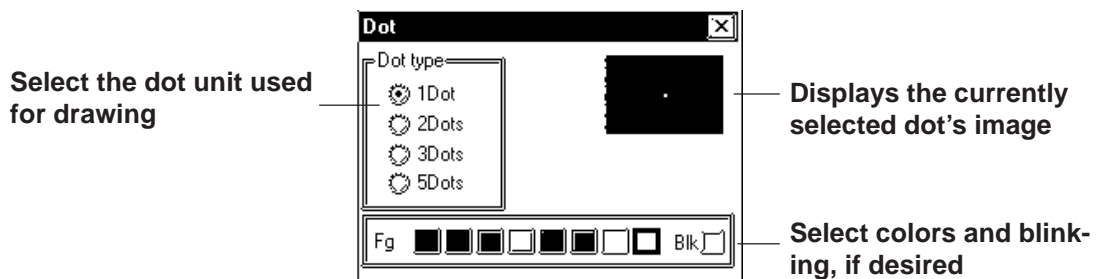 Dot
Dot type
1Dot
2Dots
3Dots
5Dots
Fg
Blk
Select the dot unit used
for drawing
Displays the currently
selected dot's image
Select colors and blink-
ing, if desired